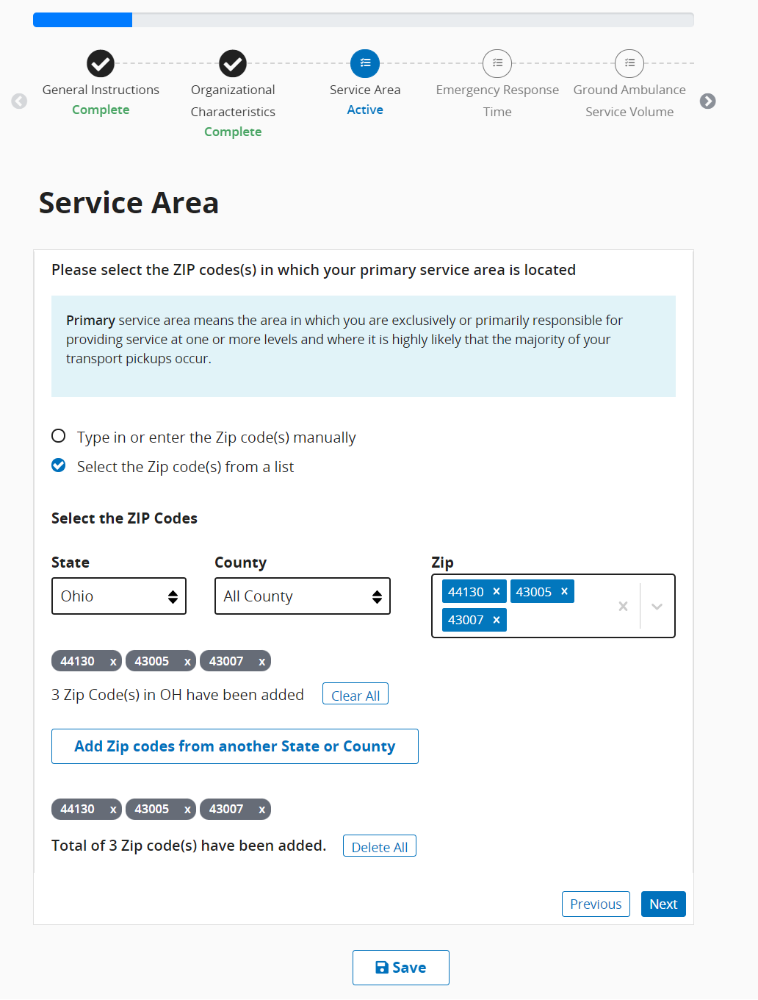 General Instructions
Complete
Organizational
Characteristics
Complete
Service Area
Active
Emergency Response
Time
Ground Ambulance
Service Volume
Service Area
Please select the ZIP codes(s) in which your primary service area is located
Primary service area means the area in which you are exclusively or primarily responsible for
providing service at one or more levels and where it is highly likely that the majority of your
transport pickups occur.
Type in or enter the Zip code(s) manually
Select the Zip code(s) from a list
Select the ZIP Codes
State County Zip
Ohio All County
44130 × 43005 ×
43007 ×
44130 x 43005 x 43007 x
3 Zip Code(s) in OH have been added Clear All
Add Zip codes from another State or County
44130 x 43005 x 43007 x
Total of 3 Zip code(s) have been added. Delete All
Previous Next
Save